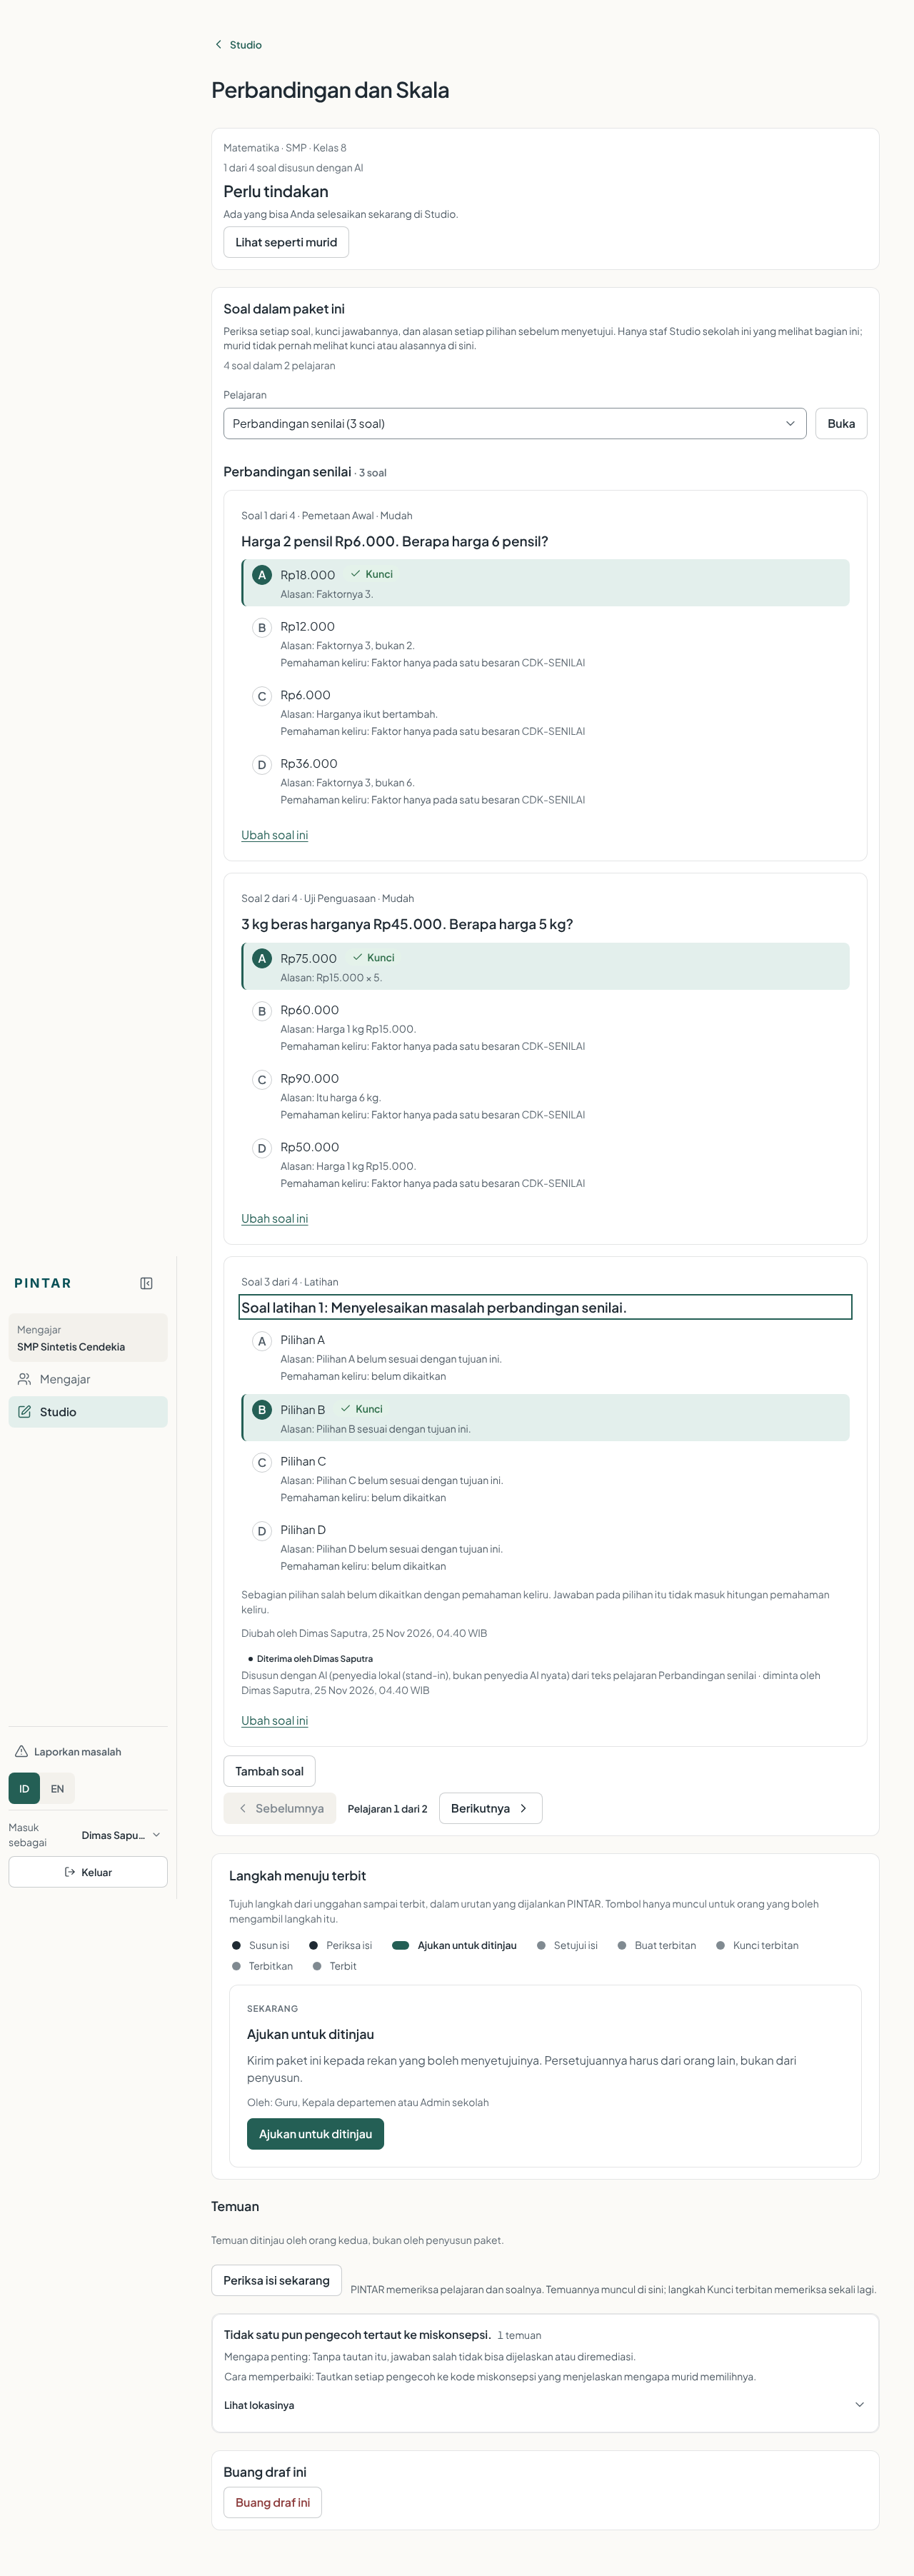 Studio
Perbandingan dan Skala
Matematika · SMP · Kelas 8
1 dari 4 soal disusun dengan AI
Perlu tindakan
Ada yang bisa Anda selesaikan sekarang di Studio.
Lihat seperti murid
Soal dalam paket ini
Periksa setiap soal, kunci jawabannya, dan alasan setiap pilihan sebelum menyetujui. Hanya staf Studio sekolah ini yang melihat bagian ini;
murid tidak pernah melihat kunci atau alasannya di sini.
4 soal dalam 2 pelajaran
Pelajaran
Perbandingan senilai (3 soal)
Buka
Perbandingan senilai · 3 soal
Soal 1 dari 4 · Pemetaan Awal · Mudah
Harga 2 pensil Rp6.000. Berapa harga 6 pensil?
A Rp18.000 Kunci
Alasan: Faktornya 3.
B Rp12.000
Alasan: Faktornya 3, bukan 2.
Pemahaman keliru: Faktor hanya pada satu besaran CDK-SENILAI
C Rp6.000
Alasan: Harganya ikut bertambah.
Pemahaman keliru: Faktor hanya pada satu besaran CDK-SENILAI
D Rp36.000
Alasan: Faktornya 3, bukan 6.
Pemahaman keliru: Faktor hanya pada satu besaran CDK-SENILAI
Ubah soal ini
Soal 2 dari 4 · Uji Penguasaan · Mudah
3 kg beras harganya Rp45.000. Berapa harga 5 kg?
A Rp75.000 Kunci
Alasan: Rp15.000 × 5.
B Rp60.000
Alasan: Harga 1 kg Rp15.000.
Pemahaman keliru: Faktor hanya pada satu besaran CDK-SENILAI
C Rp90.000
Alasan: Itu harga 6 kg.
Pemahaman keliru: Faktor hanya pada satu besaran CDK-SENILAI
D Rp50.000
Alasan: Harga 1 kg Rp15.000.
Pemahaman keliru: Faktor hanya pada satu besaran CDK-SENILAI
Ubah soal ini
PINTAR
Mengajar
SMP Sintetis Cendekia
Mengajar
Studio
Laporkan masalah
ID EN
Masuk
sebagai
Dimas Sapu...
Keluar
Soal 3 dari 4 · Latihan
Soal latihan 1: Menyelesaikan masalah perbandingan senilai.
A Pilihan A
Alasan: Pilihan A belum sesuai dengan tujuan ini.
Pemahaman keliru: belum dikaitkan
B Pilihan B Kunci
Alasan: Pilihan B sesuai dengan tujuan ini.
C Pilihan C
Alasan: Pilihan C belum sesuai dengan tujuan ini.
Pemahaman keliru: belum dikaitkan
D Pilihan D
Alasan: Pilihan D belum sesuai dengan tujuan ini.
Pemahaman keliru: belum dikaitkan
Sebagian pilihan salah belum dikaitkan dengan pemahaman keliru. Jawaban pada pilihan itu tidak masuk hitungan pemahaman
keliru.
Diubah oleh Dimas Saputra, 25 Nov 2026, 04.40 WIB
Diterima oleh Dimas Saputra
Disusun dengan AI (penyedia lokal (stand-in), bukan penyedia AI nyata) dari teks pelajaran Perbandingan senilai · diminta oleh
Dimas Saputra, 25 Nov 2026, 04.40 WIB
Ubah soal ini
Tambah soal
Sebelumnya Pelajaran 1 dari 2 Berikutnya
Langkah menuju terbit
Tujuh langkah dari unggahan sampai terbit, dalam urutan yang dijalankan PINTAR. Tombol hanya muncul untuk orang yang boleh
mengambil langkah itu.
Susun isi Periksa isi Ajukan untuk ditinjau Setujui isi Buat terbitan Kunci terbitan
Terbitkan Terbit
SEKARANG
Ajukan untuk ditinjau
Kirim paket ini kepada rekan yang boleh menyetujuinya. Persetujuannya harus dari orang lain, bukan dari
penyusun.
Oleh: Guru, Kepala departemen atau Admin sekolah
Ajukan untuk ditinjau
Temuan
Temuan ditinjau oleh orang kedua, bukan oleh penyusun paket.
Periksa isi sekarang
PINTAR memeriksa pelajaran dan soalnya. Temuannya muncul di sini; langkah Kunci terbitan memeriksa sekali lagi.
Tidak satu pun pengecoh tertaut ke miskonsepsi. 1 temuan
Mengapa penting: Tanpa tautan itu, jawaban salah tidak bisa dijelaskan atau diremediasi.
Cara memperbaiki: Tautkan setiap pengecoh ke kode miskonsepsi yang menjelaskan mengapa murid memilihnya.
Lihat lokasinya
Buang draf ini
Buang draf ini